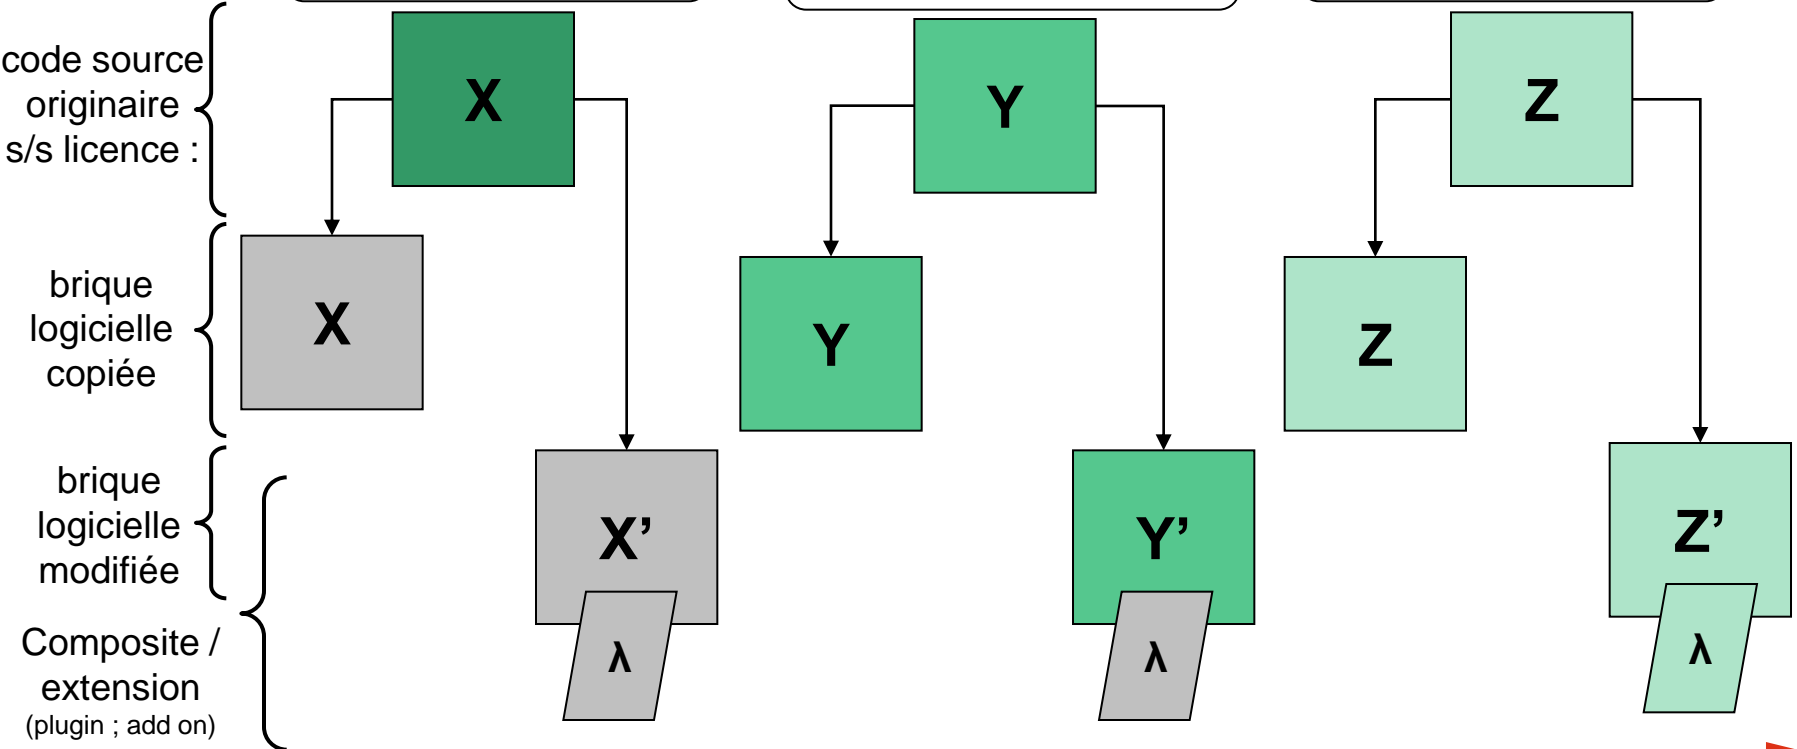 code source
originaire
s/s licence :
X
Y
Z
brique
logicielle
copiée
X
Y
Z
brique
logicielle
modifiée
X’
Y’
Z’
Composite /
extension
(plugin ; add on)
λ
λ
λ